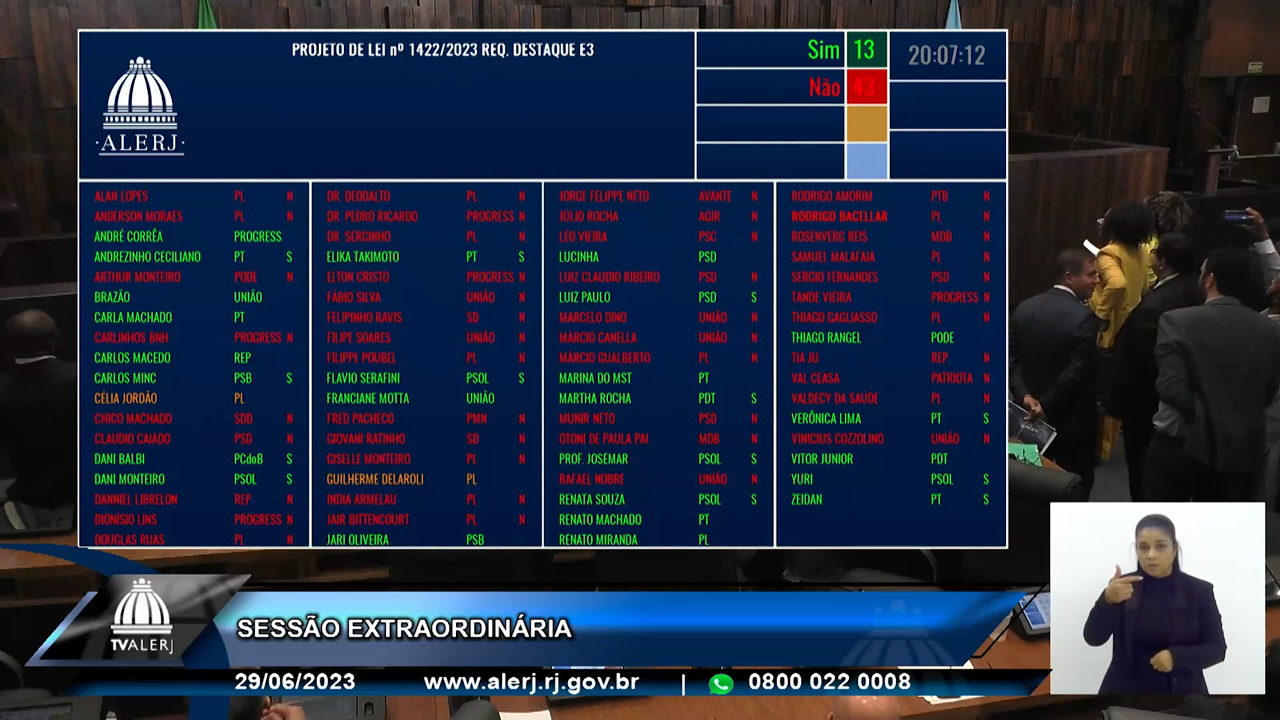 PROJETO DE LEI nº 1422/2023 REQ. DESTAQUE E3
Sim 13
Não 43
20:07:12
·ALERJ·
ALAN LOPES PL N
ANDERSON MORAES PL N
ANDRÉ CORRÊA PROGRESS
ANDREZINHO CECILIANO PT S
ARTHUR MONTEIRO PODE N
BRAZÃO UNIÃO
CARLA MACHADO PT
CARLINHOS BNH PROGRESS N
CARLOS MACEDO REP
CARLOS MINC PSB S
CÉLIA JORDÃO PL
CHICO MACHADO SDD N
CLAUDIO CAIADO PSD N
DANI BALBI PCdoB S
DANI MONTEIRO PSOL S
DANNIEL LIBRELON REP N
DIONÍSIO LINS PROGRESS N
DOUGLAS RUAS PL N
DR. DEODALTO PL N
DR. PEDRO RICARDO PROGRESS N
DR. SERGINHO PL N
ELIKA TAKIMOTO PT S
ELTON CRISTO PROGRESS N
FÁBIO SILVA UNIÃO N
FELIPINHO RAVIS SD N
FILIPE SOARES UNIÃO N
FILIPPE POUBEL PL N
FLAVIO SERAFINI PSOL S
FRANCIANE MOTTA UNIÃO
FRED PACHECO PMN N
GIOVANI RATINHO SD N
GISELLE MONTEIRO PL N
GUILHERME DELAROLI PL
INDIA ARMELAU PL N
JAIR BITTENCOURT PL N
JARI OLIVEIRA PSB
JORGE FELIPPE NETO AVANTE N
JÚLIO ROCHA AGIR N
LÉO VIEIRA PSC N
LUCINHA PSD
LUIZ CLAUDIO RIBEIRO PSD N
LUIZ PAULO PSD S
MARCELO DINO UNIÃO N
MÁRCIO CANELLA UNIÃO N
MÁRCIO GUALBERTO PL N
MARINA DO MST PT
MARTHA ROCHA PDT S
MUNIR NETO PSD N
OTONI DE PAULA PAI MDB N
PROF. JOSEMAR PSOL S
RAFAEL NOBRE UNIÃO N
RENATA SOUZA PSOL S
RENATO MACHADO PT
RENATO MIRANDA PL
RODRIGO AMORIM PTB N
RODRIGO BACELLAR PL N
ROSENVERG REIS MDB N
SAMUEL MALAFAIA PL N
SERGIO FERNANDES PSD N
TANDE VIEIRA PROGRESS N
THIAGO GAGLIASSO PL N
THIAGO RANGEL PODE
TIA JU REP N
VAL CEASA PATRIOTA N
VALDECY DA SAÚDE PL N
VERÔNICA LIMA PT S
VINICIUS COZZOLINO UNIÃO N
VITOR JUNIOR PDT
YURI PSOL S
ZEIDAN PT S
TVALERJ
SESSÃO EXTRAORDINÁRIA
29/06/2023 www.alerj.rj.gov.br | 0800 022 0008